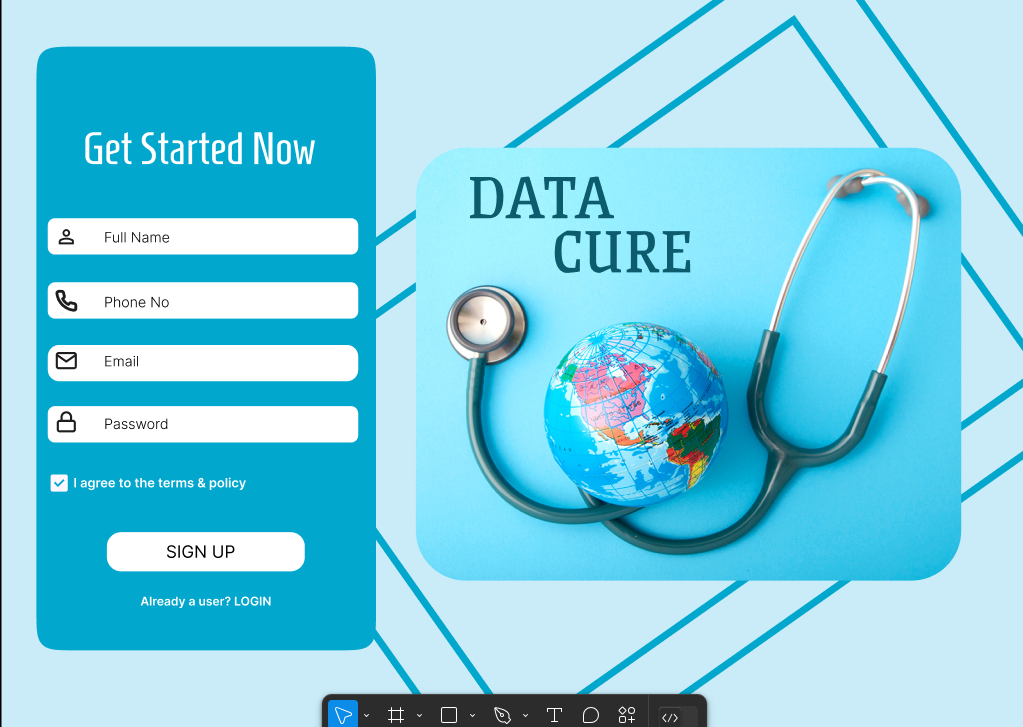 Get Started Now
Full Name
Phone No
Email
Password
I agree to the terms & policy
SIGN UP
Already a user? LOGIN
DATA
CURE